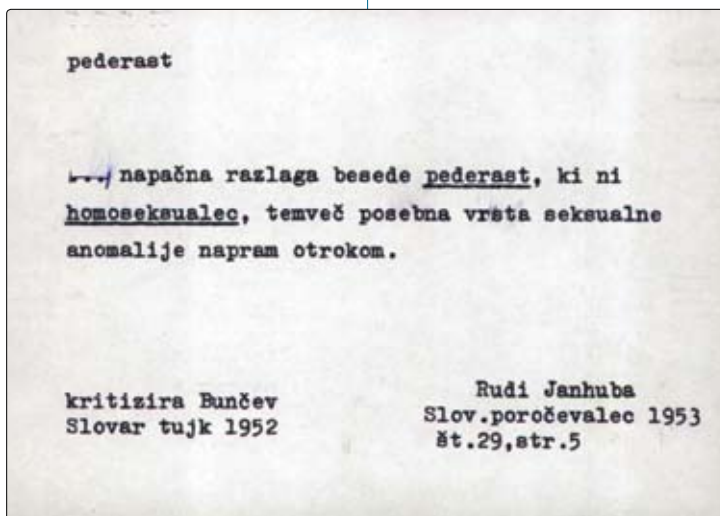 pederast
...) napačna razlaga besede pederast, ki ni
homoseksualec, temveč posebna vrsta seksualne
anomalije napram otrokom.
kritizira Bunčev
Slovar tujk 1952
Rudi Janhuba
Slov.poročevalec 1953
št.29,str.5